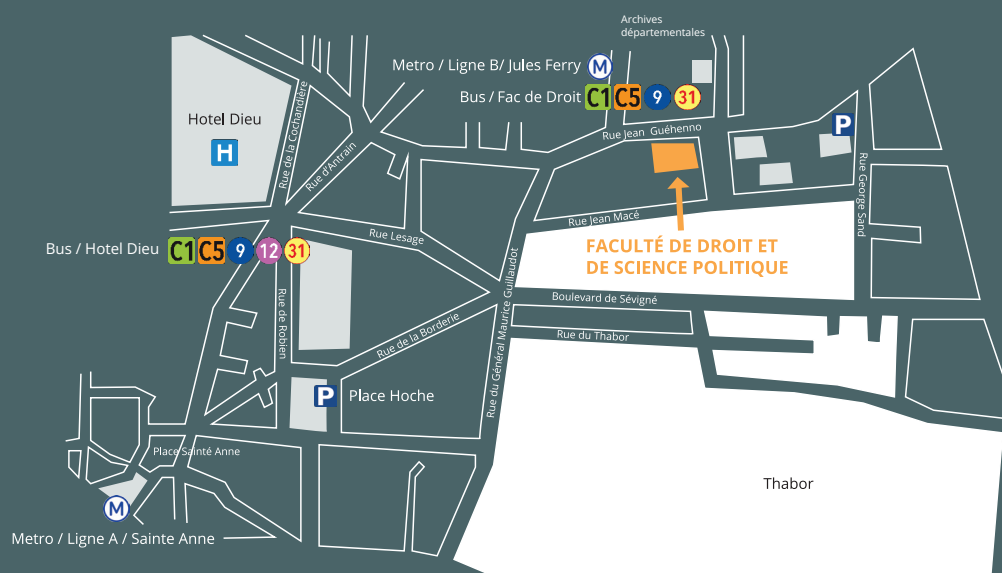 Archives
départementales
Metro / Ligne B/ Jules Ferry M
Bus / Fac de Droit C1 C5 9 31
Hotel Dieu
H
Rue de la Cochardière
Rue d'Antrain
Rue Jean Guéhenno
P
Rue George Sand
Rue Jean Macé
Rue Lesage
FACULTÉ DE DROIT ET
DE SCIENCE POLITIQUE
Bus / Hotel Dieu C1 C5 9 12 31
Rue du Général Maurice Guillaudot
Boulevard de Sévigné
Rue de Robien
Rue de la Borderie
Rue du Thabor
P Place Hoche
Place Sainté Anne
Thabor
M
Metro / Ligne A / Sainte Anne